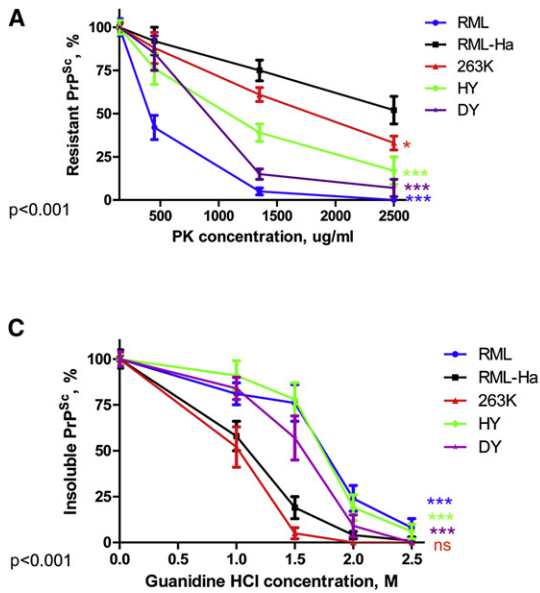 A
Resistant PrPSc, %
100
75
50
25
0
500
1000
1500
2000
2500
PK concentration, ug/ml
p<0.001
RML
RML-Ha
263K
HY
DY
*
***
***
***
C
Insoluble PrPSc, %
100
75
50
25
0
0.0
0.5
1.0
1.5
2.0
2.5
Guanidine HCl concentration, M
p<0.001
RML
RML-Ha
263K
HY
DY
***
***
***
ns